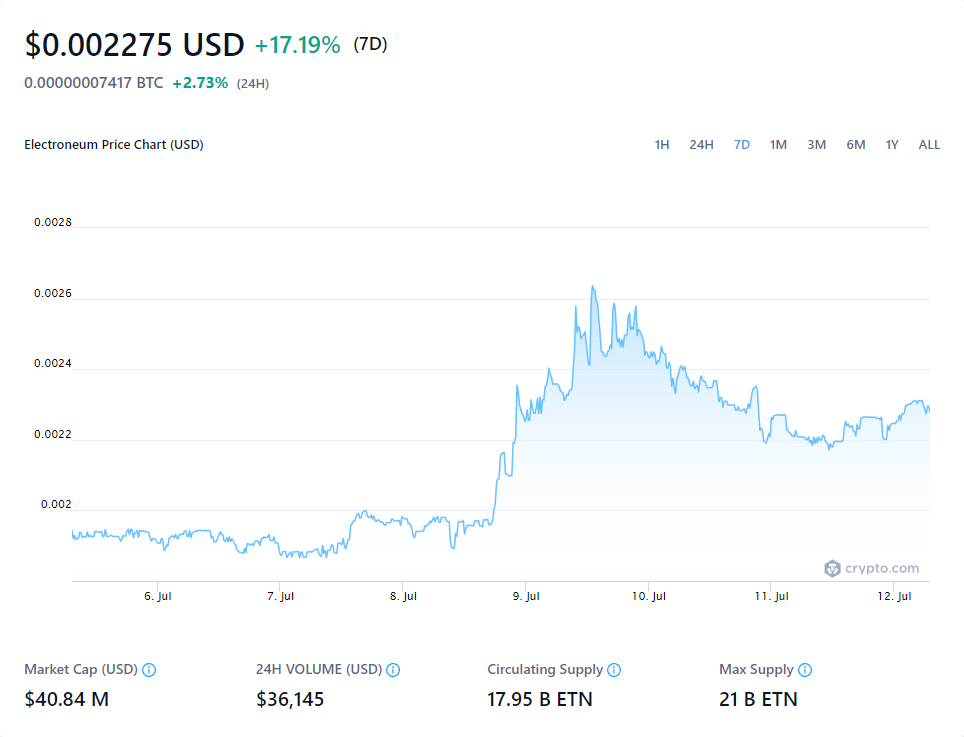 $0.002275 USD +17.19% (7D)
0.00000007417 BTC +2.73% (24H)
Electroneum Price Chart (USD) 1H 24H 7D 1M 3M 6M 1Y ALL
0.0028
0.0026
0.0024
0.0022
0.002
crypto.com
6. Jul 7. Jul 8. Jul 9. Jul 10. Jul 11. Jul 12. Jul
Market Cap (USD) 24H VOLUME (USD) Circulating Supply Max Supply
$40.84 M $36,145 17.95 B ETN 21 B ETN